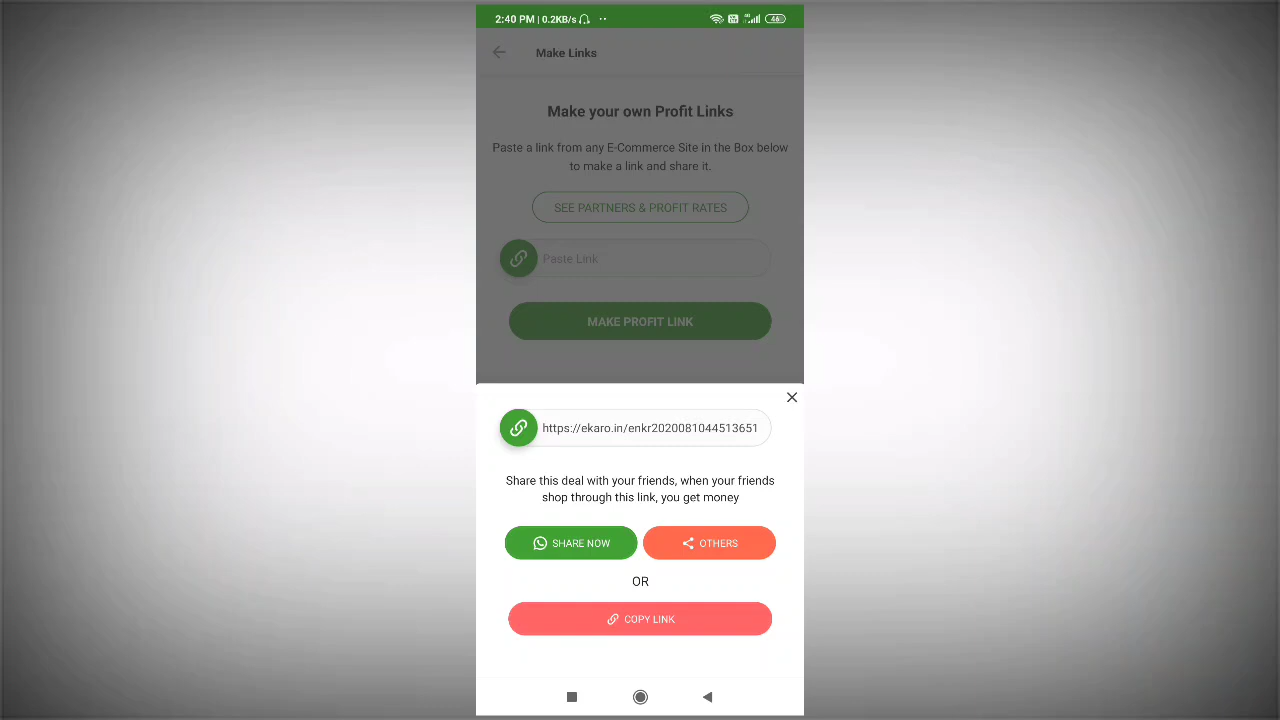 2:40 PM | 0.2KB/s
46
Make Links
Make your own Profit Links
Paste a link from any E-Commerce Site in the Box below
to make a link and share it.
SEE PARTNERS & PROFIT RATES
Paste Link
MAKE PROFIT LINK
https://ekaro.in/enkr2020081044513651
Share this deal with your friends, when your friends
shop through this link, you get money
SHARE NOW
OTHERS
OR
COPY LINK